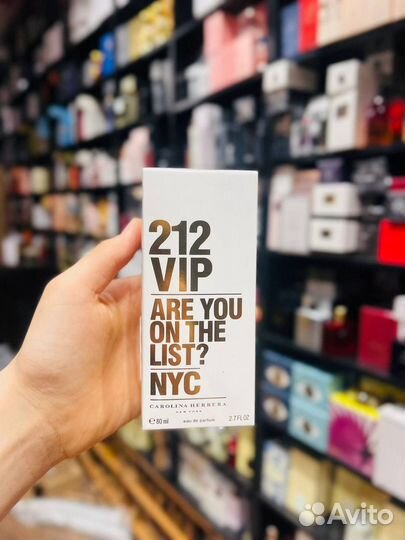 212
VIP
ARE YOU
ON THE
LIST?
NYC
CAROLINA HERRERA
NEW YORK
℮ 80 ml
eau de parfum
2.7 FL.OZ
Avito